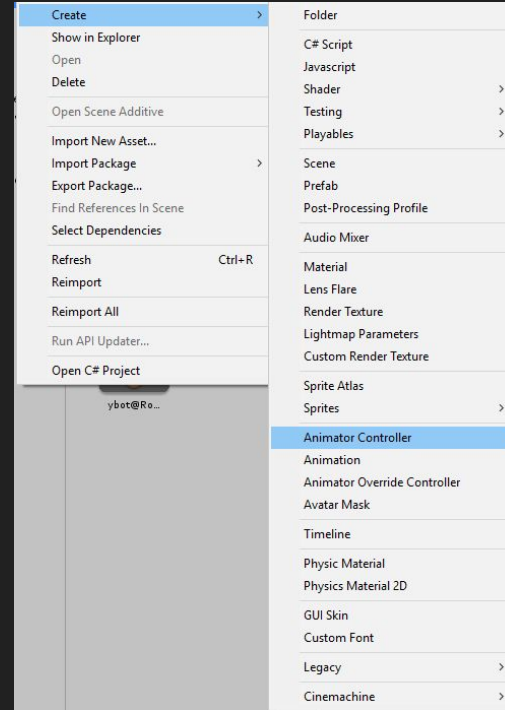 Create
Show in Explorer
Open
Delete
Open Scene Additive
Import New Asset...
Import Package
Export Package...
Find References In Scene
Select Dependencies
Refresh Ctrl+R
Reimport
Reimport All
Run API Updater...
Open C# Project
ybot@Ro...
Folder
C# Script
Javascript
Shader
Testing
Playables
Scene
Prefab
Post-Processing Profile
Audio Mixer
Material
Lens Flare
Render Texture
Lightmap Parameters
Custom Render Texture
Sprite Atlas
Sprites
Animator Controller
Animation
Animator Override Controller
Avatar Mask
Timeline
Physic Material
Physics Material 2D
GUI Skin
Custom Font
Legacy
Cinemachine